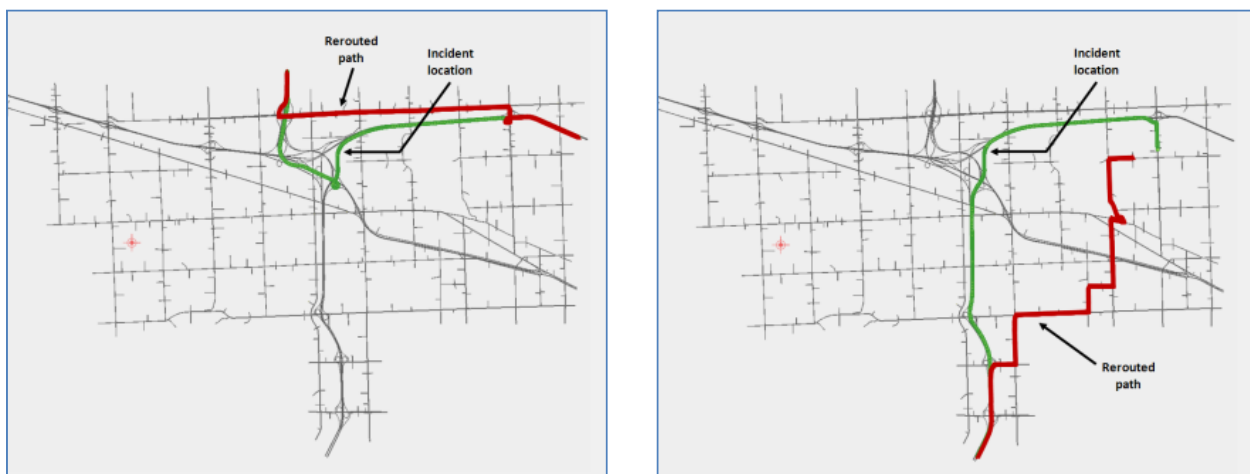 Rerouted
path
Incident
location
Incident
location
Rerouted
path